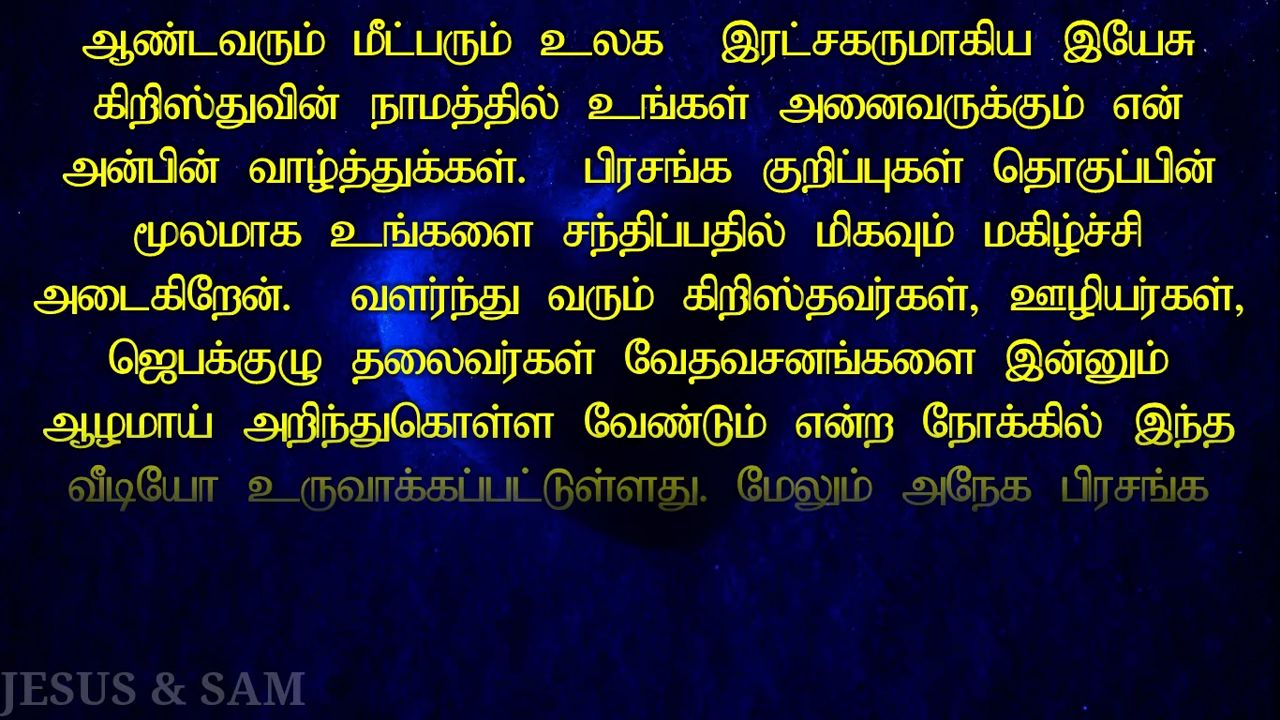 ஆண்டவரும் மீட்பரும் உலக இரட்சகருமாகிய இயேசு
கிறிஸ்துவின் நாமத்தில் உங்கள் அனைவருக்கும் என்
அன்பின் வாழ்த்துக்கள். பிரசங்க குறிப்புகள் தொகுப்பின்
மூலமாக உங்களை சந்திப்பதில் மிகவும் மகிழ்ச்சி
அடைகிறேன். வளர்ந்து வரும் கிறிஸ்தவர்கள், ஊழியர்கள்,
ஜெபக்குழு தலைவர்கள் வேதவசனங்களை இன்னும்
ஆழமாய் அறிந்துகொள்ள வேண்டும் என்ற நோக்கில் இந்த
வீடியோ உருவாக்கப்பட்டுள்ளது. மேலும் அநேக பிரசங்க
JESUS & SAM